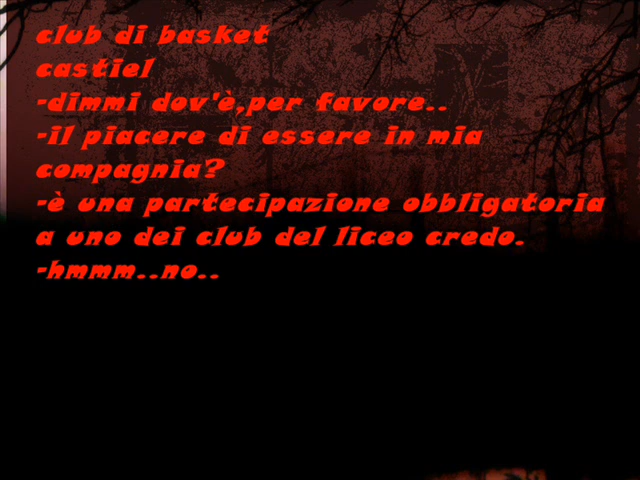 club di basket
castiel
-dimmi dov'è,per favore..
-il piacere di essere in mia
compagnia?
-è una partecipazione obbligatoria
a uno dei club del liceo credo.
-hmmm..no..